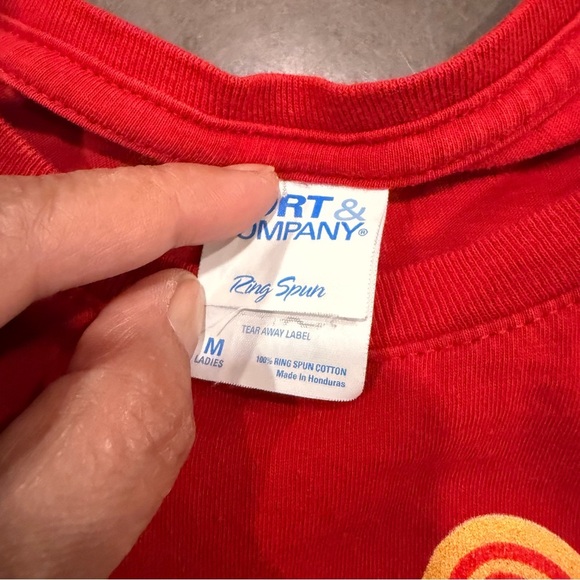 ORT &
OMPANY®
Ring Spun
TEAR AWAY LABEL
M
LADIES
100% RING SPUN COTTON
Made in Honduras